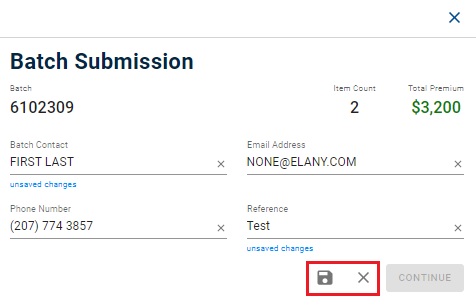 Batch Submission
Batch Item Count Total Premium
6102309 2 $3,200
Batch Contact Email Address
FIRST LAST NONE@ELANY.COM
unsaved changes
Phone Number Reference
(207) 774 3857 Test
unsaved changes
CONTINUE